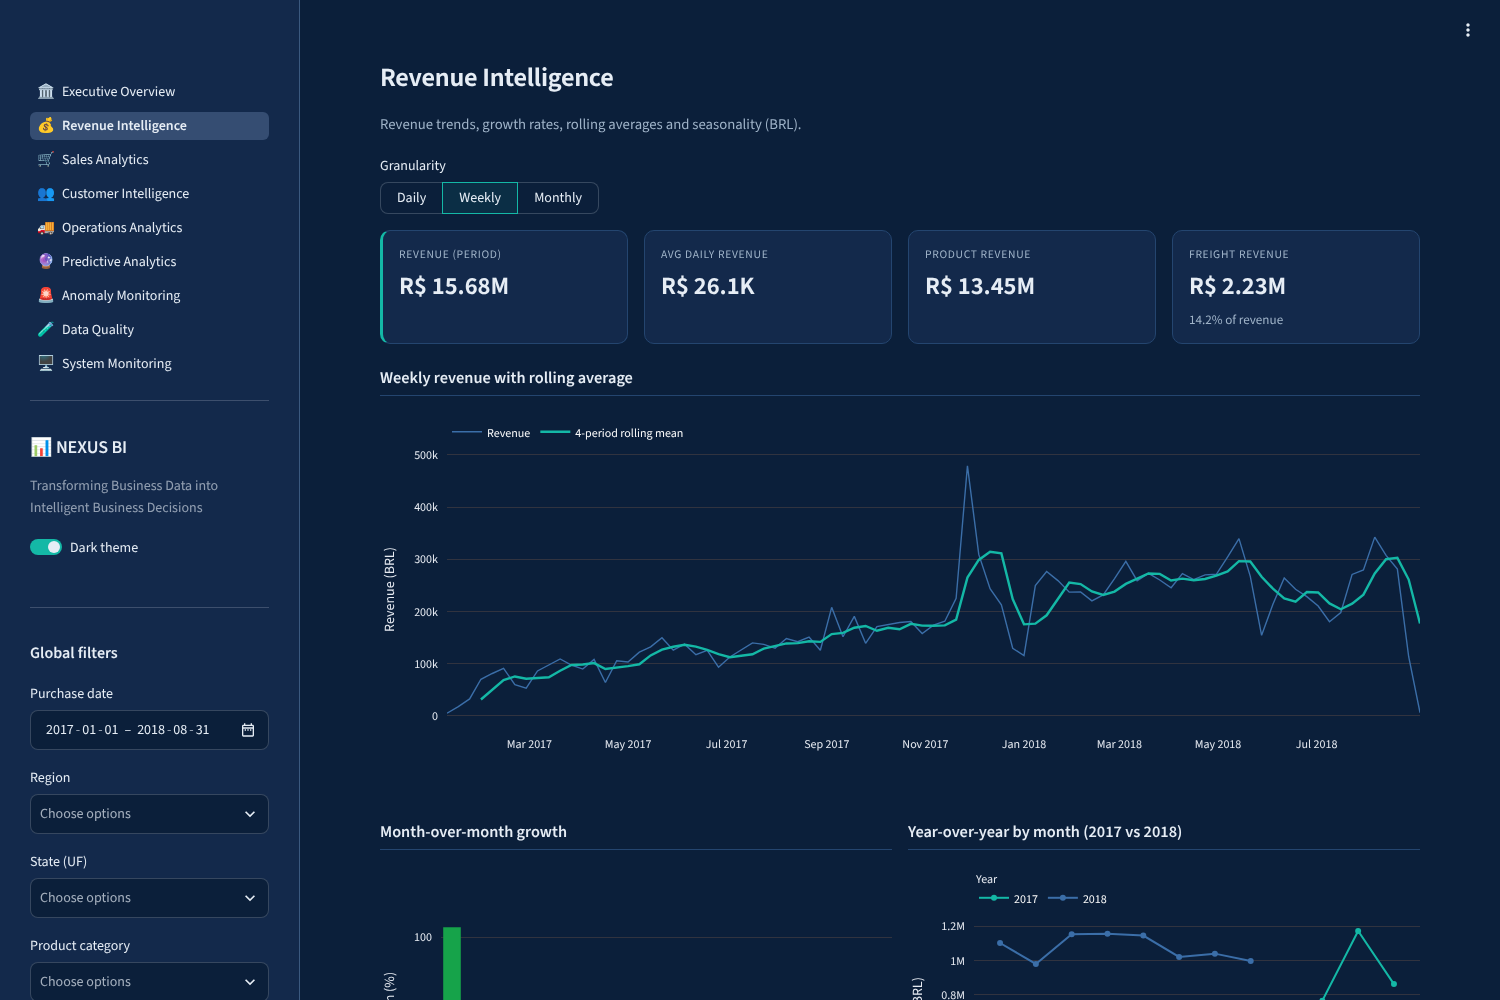 Executive Overview
Revenue Intelligence
Sales Analytics
Customer Intelligence
Operations Analytics
Predictive Analytics
Anomaly Monitoring
Data Quality
System Monitoring
NEXUS BI
Transforming Business Data into
Intelligent Business Decisions
Dark theme
Global filters
Purchase date
2017-01-01 – 2018-08-31
Region
Choose options
State (UF)
Choose options
Product category
Choose options
Revenue Intelligence
Revenue trends, growth rates, rolling averages and seasonality (BRL).
Granularity
Daily Weekly Monthly
REVENUE (PERIOD)
R$ 15.68M
AVG DAILY REVENUE
R$ 26.1K
PRODUCT REVENUE
R$ 13.45M
FREIGHT REVENUE
R$ 2.23M
14.2% of revenue
Weekly revenue with rolling average
Revenue 4-period rolling mean
Revenue (BRL)
500k
400k
300k
200k
100k
0
Mar 2017 May 2017 Jul 2017 Sep 2017 Nov 2017 Jan 2018 Mar 2018 May 2018 Jul 2018
Month-over-month growth
100
(%)
Year-over-year by month (2017 vs 2018)
Year
2017 2018
1.2M
1M
0.8M
BRL)